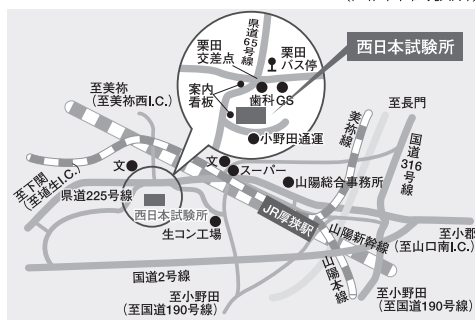 県道65号線
栗田
交差点
栗田
バス停
西日本試験所
案内
看板
歯科
GS
小野田通運
至美祢
(至美祢西I.C.)
至長門
美祢線
国道
316
号線
至下関
(至埴生I.C.)
文
県道225号線
西日本試験所
文
スーパー
山陽総合事務所
生コン工場
JR厚狭駅
至小郡
(至山口南I.C.)
山陽新幹線
山陽本線
国道2号線
至小野田
(至国道190号線)
至小野田
(至国道190号線)